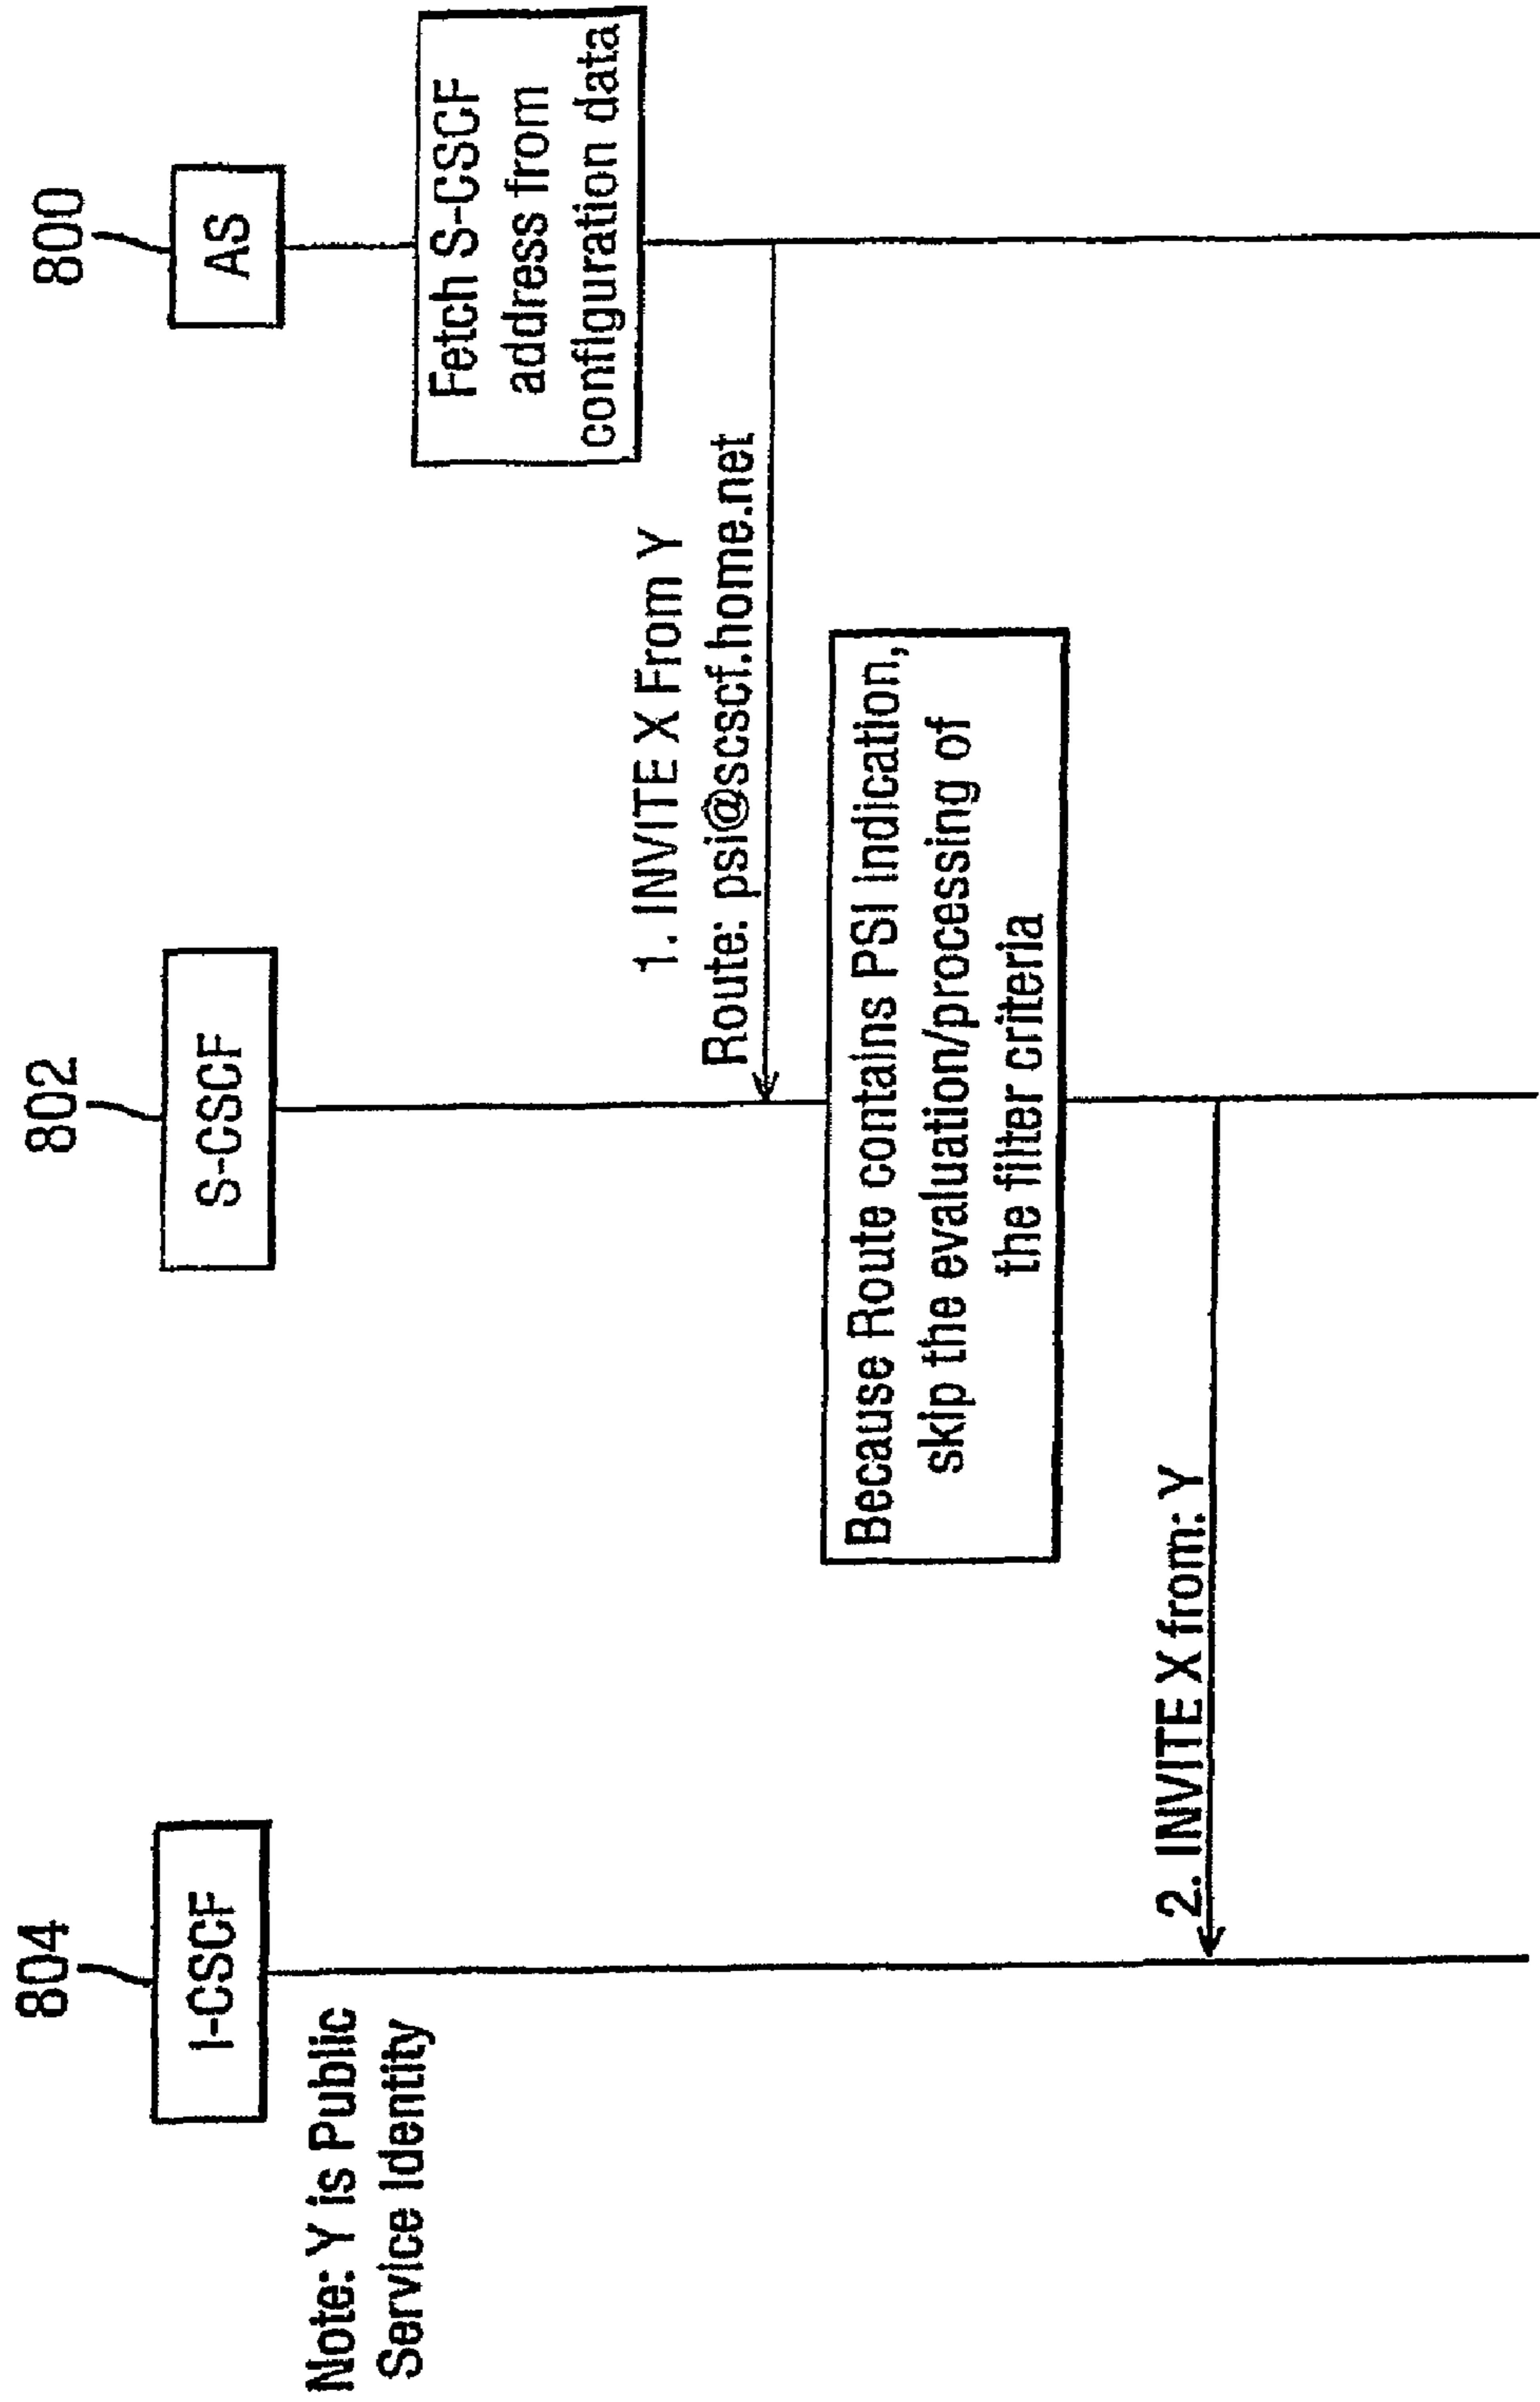 804
802
800
I-CSCF
S-CSCF
AS
Note: Y is Public
Service Identity
Fetch S-CSCF
address from
configuration data
1. INVITE X From Y
Route: psi@scscf.home.net
Because Route contains PSI indication,
skip the evaluation/processing of
the filter criteria
2. INVITE X from: Y